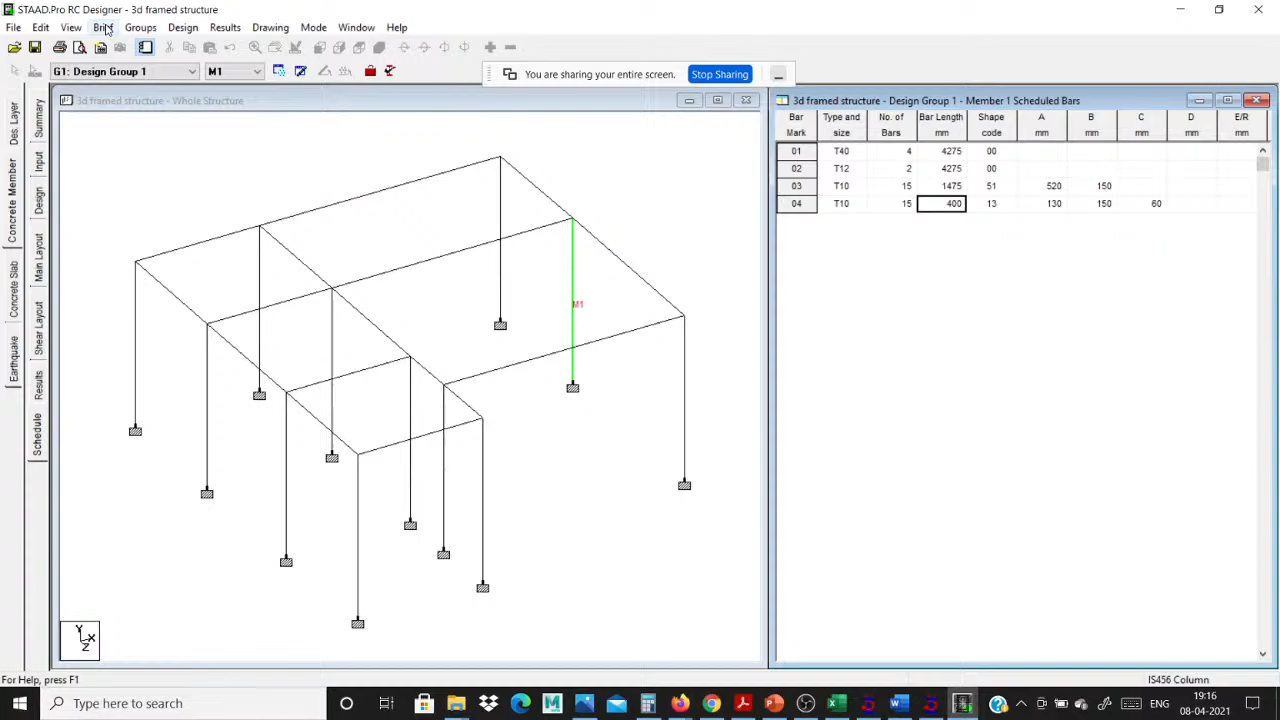 STAAD.Pro RC Designer - 3d framed structure
File Edit View Brief Groups Design Results Drawing Mode Window Help
G1: Design Group 1 M1
You are sharing your entire screen. Stop Sharing
3d framed structure - Whole Structure
3d framed structure - Design Group 1 - Member 1 Scheduled Bars
Bar Mark Type and size No. of Bars Bar Length mm Shape code A mm B mm C mm D mm E/R mm
01 T40 4 4275 00
02 T12 2 4275 00
03 T10 15 1475 51 520 150
04 T10 15 400 13 130 150 60
Des. Layer
Concrete Member
Concrete Slab
Earthquake
Summary
Input
Design
Main Layout
Shear Layout
Results
Schedule
M1
Y
X
Z
For Help, press F1
IS456 Column
Type here to search
ENG
19:16
08-04-2021